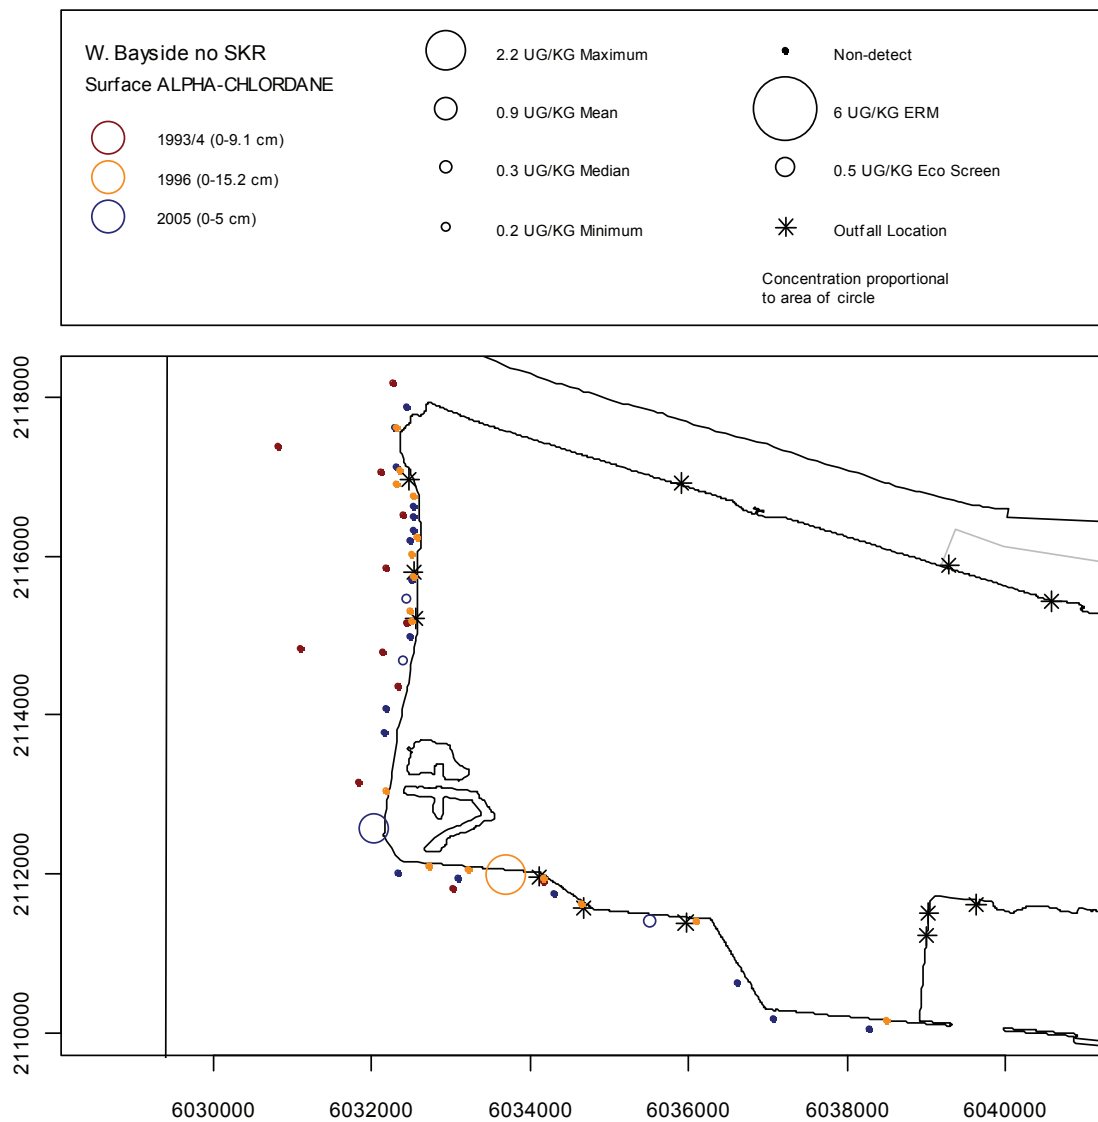 W. Bayside no SKR
Surface ALPHA-CHLORDANE
1993/4 (0-9.1 cm)
1996 (0-15.2 cm)
2005 (0-5 cm)
2.2 UG/KG Maximum
0.9 UG/KG Mean
0.3 UG/KG Median
0.2 UG/KG Minimum
Non-detect
6 UG/KG ERM
0.5 UG/KG Eco Screen
Outfall Location
Concentration proportional
to area of circle
2118000
2116000
2114000
2112000
2110000
6030000
6032000
6034000
6036000
6038000
6040000